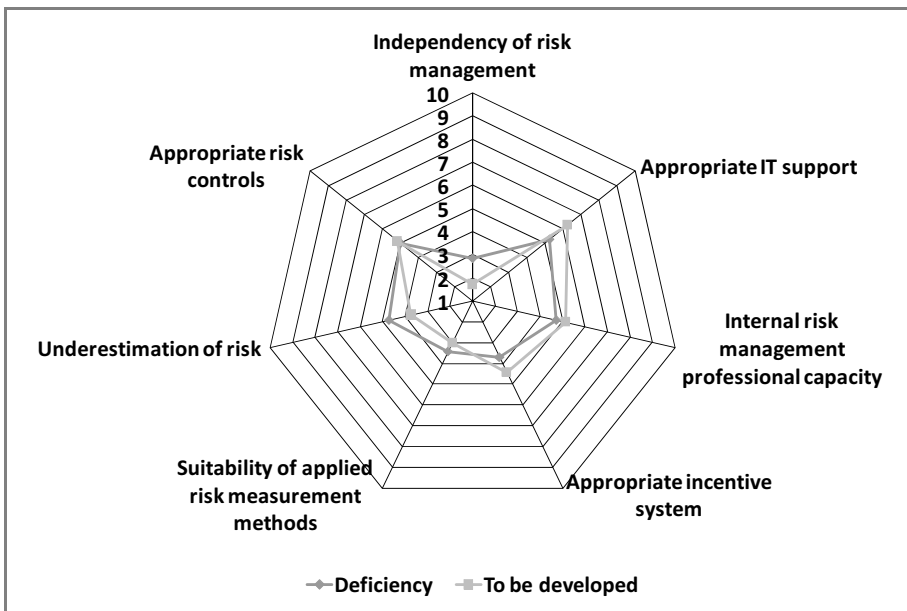 Independency of risk
management
10
9
8
7
6
5
4
3
2
1
Appropriate risk
controls
Appropriate IT support
Underestimation of risk
Internal risk
management
professional capacity
Suitability of applied
risk measurement
methods
Appropriate incentive
system
Deficiency
To be developed